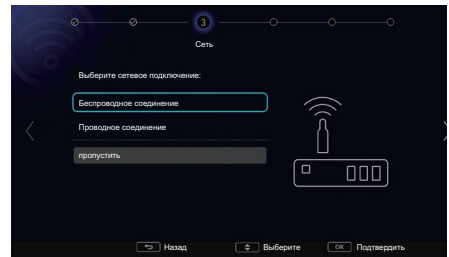 3
Сеть
Выберите сетевое подключение:
Беспроводное соединение
Проводное соединение
пропустить
Назад
Выберите
OK Подтвердить